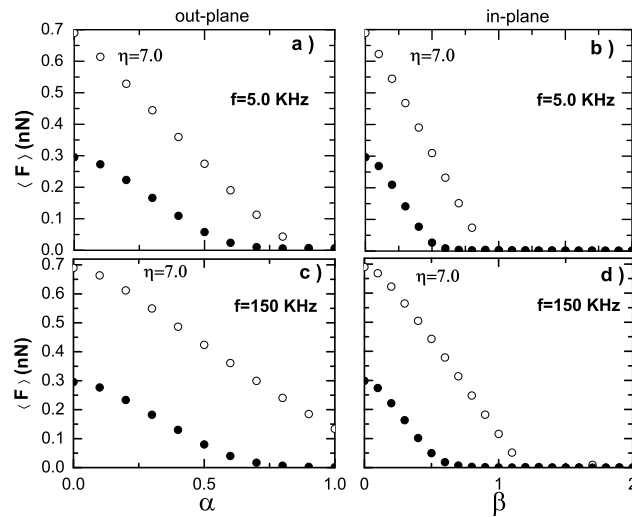 out-plane
in-plane
0.7
0.6
0.5
0.4
0.3
0.2
0.1
0.0
⟨ F ⟩ (nN)
η=7.0
a )
f=5.0 KHz
η=7.0
b )
f=5.0 KHz
0.7
0.6
0.5
0.4
0.3
0.2
0.1
0.0
⟨ F ⟩ (nN)
η=7.0
c )
f=150 KHz
η=7.0
d )
f=150 KHz
0.0
0.5
1.0
α
0
1
2
β